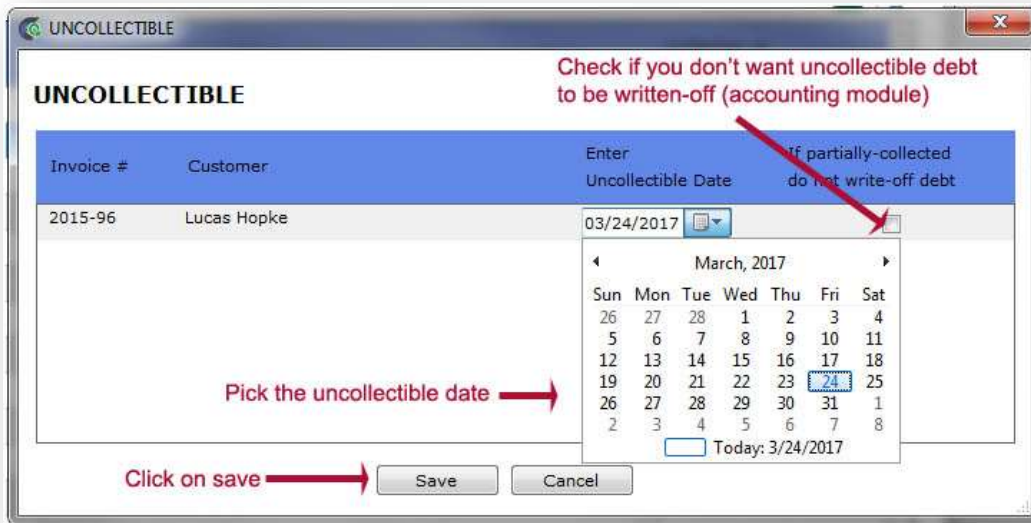 UNCOLLECTIBLE
Check if you don't want uncollectible debt
to be written-off (accounting module)
UNCOLLECTIBLE
Invoice #
Customer
Enter
Uncollectible Date
If partially-collected
do not write-off debt
2015-96
Lucas Hopke
03/24/2017
March, 2017
Sun Mon Tue Wed Thu Fri Sat
26 27 28 1 2 3 4
5 6 7 8 9 10 11
12 13 14 15 16 17 18
19 20 21 22 23 24 25
26 27 28 29 30 31 1
2 3 4 5 6 7 8
Today: 3/24/2017
Pick the uncollectible date
Click on save
Save
Cancel